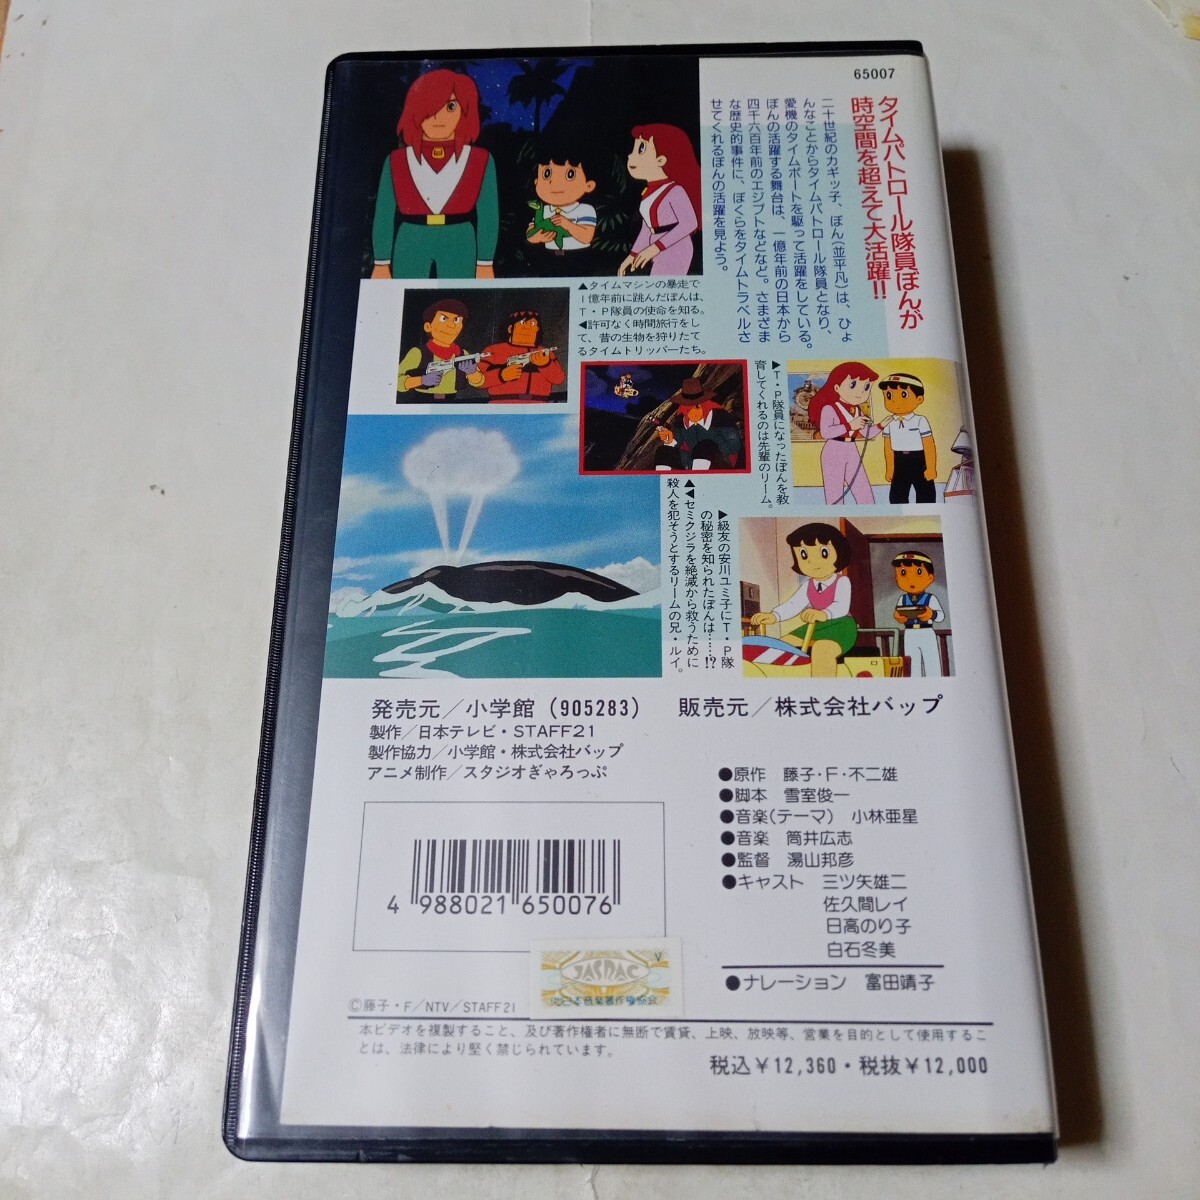 65007
タイムパトロール隊員ぼんが
時空間を超えて大活躍!!
二十世紀のカギッ子、ぼん(並平凡)は、ひょ
んなことからタイムパトロール隊員となり、
愛機のタイムボートを駆って活躍をしている。
ぼんの活躍する舞台は、一億年前の日本から
四千六百年前のエジプトなどなど。さまざま
な歴史的事件に、ぼくらをタイムトラベルさ
せてくれるぼんの活躍を見よう。
▲タイムマシンの暴走で
1億年前に跳んだぼんは、
T・P隊員の使命を知る。
◀許可なく時間旅行をし
て、昔の生物を狩りたて
るタイムトリッパーたち。
▶T・P隊員になったぼんを教
育してくれるのは先輩のリーム。
▶級友の安川ユミ子にT・P隊
の秘密を知られたぼんは……!?
▲◀セミクジラを絶滅から救うために
殺人を犯そうとするリームの兄・ルイ。
発売元/小学館(905283)
販売元/株式会社バップ
製作/日本テレビ・STAFF21
製作協力/小学館・株式会社バップ
アニメ制作/スタジオぎゃろっぷ
●原作 藤子・F・不二雄
●脚本 雪室俊一
●音楽(テーマ) 小林亜星
●音楽 筒井広志
●監督 湯山邦彦
●キャスト 三ツ矢雄二
佐久間レイ
日高のり子
白石冬美
●ナレーション 富田靖子
4 988021 650076
V
JASRAC
(社)日本音楽著作権協会
©藤子・F/NTV/STAFF21
本ビデオを複製すること、及び著作権者に無断で賃貸、上映、放映等、営業を目的として使用するこ
とは、法律により堅く禁じられています。
税込¥12,360・税抜¥12,000